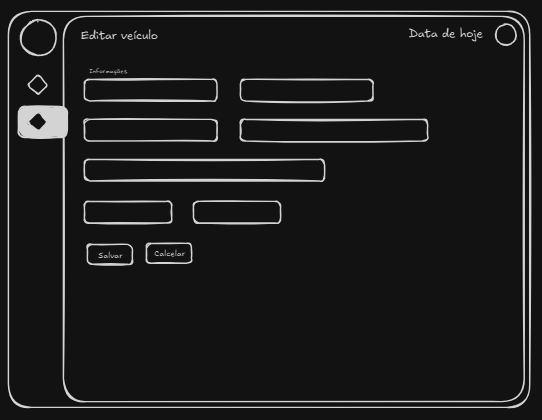 Editar veículo
Data de hoje
Informações
Salvar
Calcelar